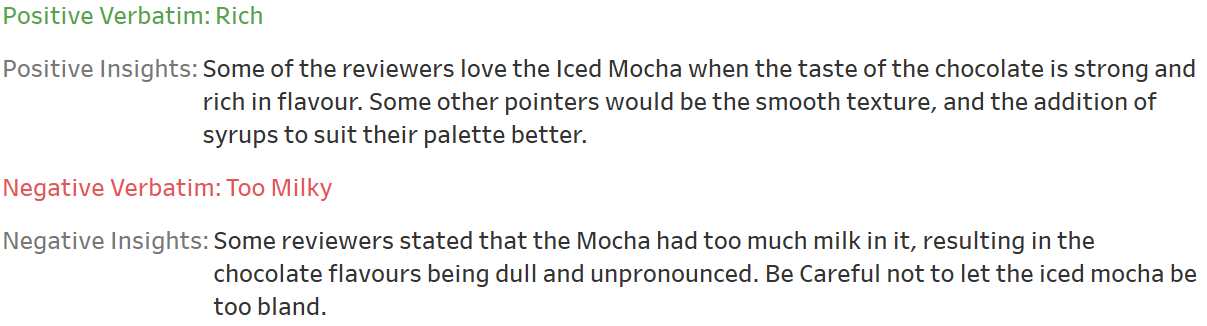 Positive Verbatim: Rich
Positive Insights: Some of the reviewers love the Iced Mocha when the taste of the chocolate is strong and
rich in flavour. Some other pointers would be the smooth texture, and the addition of
syrups to suit their palette better.
Negative Verbatim: Too Milky
Negative Insights: Some reviewers stated that the Mocha had too much milk in it, resulting in the
chocolate flavours being dull and unpronounced. Be Careful not to let the iced mocha be
too bland.